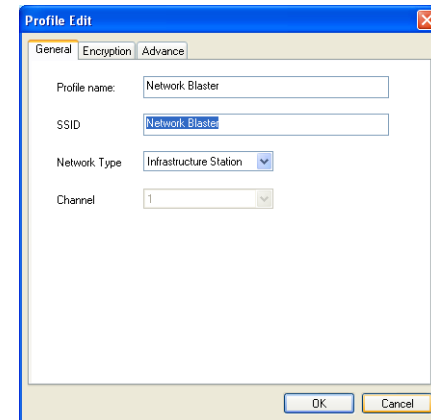 Profile Edit
General Encryption Advance
Profile name: Network Blaster
SSID Network Blaster
Network Type Infrastructure Station
Channel 1
OK Cancel